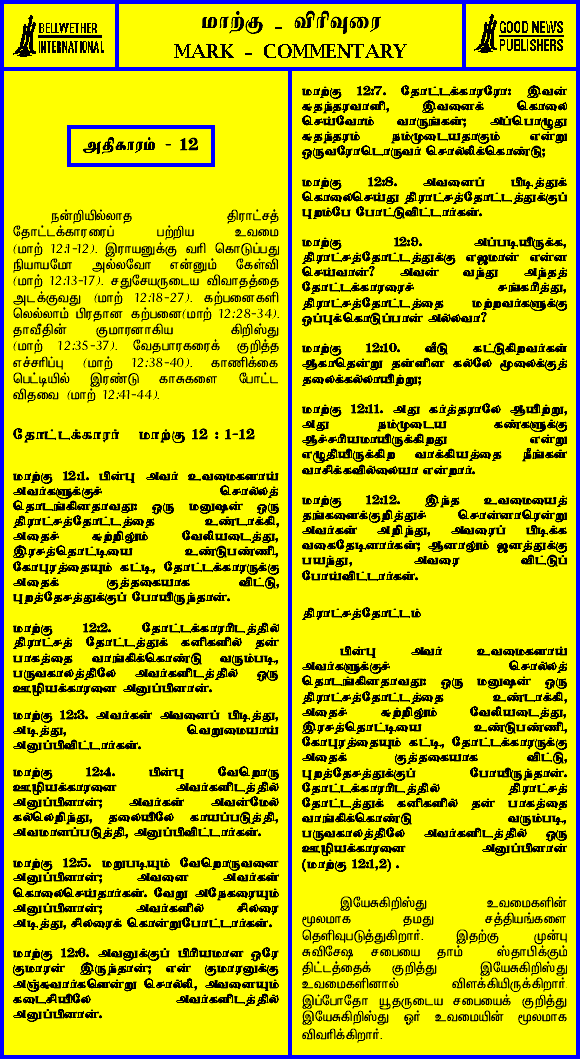 BELLWETHER
INTERNATIONAL
மாற்கு - விரிவுரை
MARK - COMMENTARY
GOOD NEWS
PUBLISHERS
அதிகாரம் - 12
நன்றியில்லாத திராட்சத்
தோட்டக்காரரைப் பற்றிய உவமை
(மாற் 12:1-12). இராயனுக்கு வரி கொடுப்பது
நியாயமோ அல்லவோ என்னும் கேள்வி
(மாற் 12:13-17). சதுசேயருடைய விவாதத்தை
அடக்குவது (மாற் 12:18-27). கற்பனைகளி
லெல்லாம் பிரதான கற்பனை(மாற் 12:28-34).
தாவீதின் குமாரனாகிய கிறிஸ்து
(மாற் 12:35-37). வேதபாரகரைக் குறித்த
எச்சரிப்பு (மாற் 12:38-40). காணிக்கை
பெட்டியில் இரண்டு காசுகளை போட்ட
விதவை (மாற் 12:41-44).
தோட்டக்காரர் மாற்கு 12 : 1-12
மாற்கு 12:1. பின்பு அவர் உவமைகளாய்
அவர்களுக்குச் சொல்லத்
தொடங்கினதாவது: ஒரு மனுஷன் ஒரு
திராட்சத்தோட்டத்தை உண்டாக்கி,
அதைச் சுற்றிலும் வேலியடைத்து,
இரசத்தொட்டியை உண்டுபண்ணி,
கோபுரத்தையும் கட்டி, தோட்டக்காரருக்கு
அதைக் குத்தகையாக விட்டு,
புறத்தேசத்துக்குப் போயிருந்தான்.
மாற்கு 12:2. தோட்டக்காரரிடத்தில்
திராட்சத் தோட்டத்துக் கனிகளில் தன்
பாகத்தை வாங்கிக்கொண்டு வரும்படி,
பருவகாலத்திலே அவர்களிடத்தில் ஒரு
ஊழியக்காரனை அனுப்பினான்.
மாற்கு 12:3. அவர்கள் அவனைப் பிடித்து,
அடித்து, வெறுமையாய்
அனுப்பிவிட்டார்கள்.
மாற்கு 12:4. பின்பு வேறொரு
ஊழியக்காரனை அவர்களிடத்தில்
அனுப்பினான்; அவர்கள் அவன்மேல்
கல்லெறிந்து, தலையிலே காயப்படுத்தி,
அவமானப்படுத்தி, அனுப்பிவிட்டார்கள்.
மாற்கு 12:5. மறுபடியும் வேறொருவனை
அனுப்பினான்; அவனை அவர்கள்
கொலைசெய்தார்கள். வேறு அநேகரையும்
அனுப்பினான்; அவர்களில் சிலரை
அடித்து, சிலரைக் கொன்றுபோட்டார்கள்.
மாற்கு 12:6. அவனுக்குப் பிரியமான ஒரே
குமாரன் இருந்தான்; என் குமாரனுக்கு
அஞ்சுவார்களென்று சொல்லி, அவனையும்
கடைசியிலே அவர்களிடத்தில்
அனுப்பினான்.
மாற்கு 12:7. தோட்டக்காரரோ: இவன்
சுதந்தரவாளி, இவனைக் கொலை
செய்வோம் வாருங்கள்; அப்பொழுது
சுதந்தரம் நம்முடையதாகும் என்று
ஒருவரோடொருவர் சொல்லிக்கொண்டு;
மாற்கு 12:8. அவனைப் பிடித்துக்
கொலைசெய்து திராட்சத்தோட்டத்துக்குப்
புறம்பே போட்டுவிட்டார்கள்.
மாற்கு 12:9. அப்படியிருக்க,
திராட்சத்தோட்டத்துக்கு எஜமான் என்ன
செய்வான்? அவன் வந்து அந்தத்
தோட்டக்காரரைச் சங்கரித்து,
திராட்சத்தோட்டத்தை மற்றவர்களுக்கு
ஒப்புக்கொடுப்பான் அல்லவா?
மாற்கு 12:10. வீடு கட்டுகிறவர்கள்
ஆகாதென்று தள்ளின கல்லே மூலைக்குத்
தலைக்கல்லாயிற்று;
மாற்கு 12:11. அது கர்த்தராலே ஆயிற்று,
அது நம்முடைய கண்களுக்கு
ஆச்சரியமாயிருக்கிறது என்று
எழுதியிருக்கிற வாக்கியத்தை நீங்கள்
வாசிக்கவில்லையா என்றார்.
மாற்கு 12:12. இந்த உவமையைத்
தங்களைக்குறித்துச் சொன்னாரென்று
அவர்கள் அறிந்து, அவரைப் பிடிக்க
வகைதேடினார்கள்; ஆனாலும் ஜனத்துக்கு
பயந்து, அவரை விட்டுப்
போய்விட்டார்கள்.
திராட்சத்தோட்டம்
பின்பு அவர் உவமைகளாய்
அவர்களுக்குச் சொல்லத்
தொடங்கினதாவது: ஒரு மனுஷன் ஒரு
திராட்சத்தோட்டத்தை உண்டாக்கி,
அதைச் சுற்றிலும் வேலியடைத்து,
இரசத்தொட்டியை உண்டுபண்ணி,
கோபுரத்தையும் கட்டி, தோட்டக்காரருக்கு
அதைக் குத்தகையாக விட்டு,
புறத்தேசத்துக்குப் போயிருந்தான்.
தோட்டக்காரரிடத்தில் திராட்சத்
தோட்டத்துக் கனிகளில் தன் பாகத்தை
வாங்கிக்கொண்டு வரும்படி,
பருவகாலத்திலே அவர்களிடத்தில் ஒரு
ஊழியக்காரனை அனுப்பினான்
(மாற்கு 12:1,2) .
இயேசுகிறிஸ்து உவமைகளின்
மூலமாக தமது சத்தியங்களை
தெளிவுபடுத்துகிறார். இதற்கு முன்பு
சுவிசேஷ சபையை தாம் ஸ்தாபிக்கும்
திட்டத்தைக் குறித்து இயேசுகிறிஸ்து
உவமைகளினால் விளக்கியிருக்கிறார்.
இப்போதோ யூதருடைய சபையைக் குறித்து
இயேசுகிறிஸ்து ஓர் உவமையின் மூலமாக
விவரிக்கிறார்.